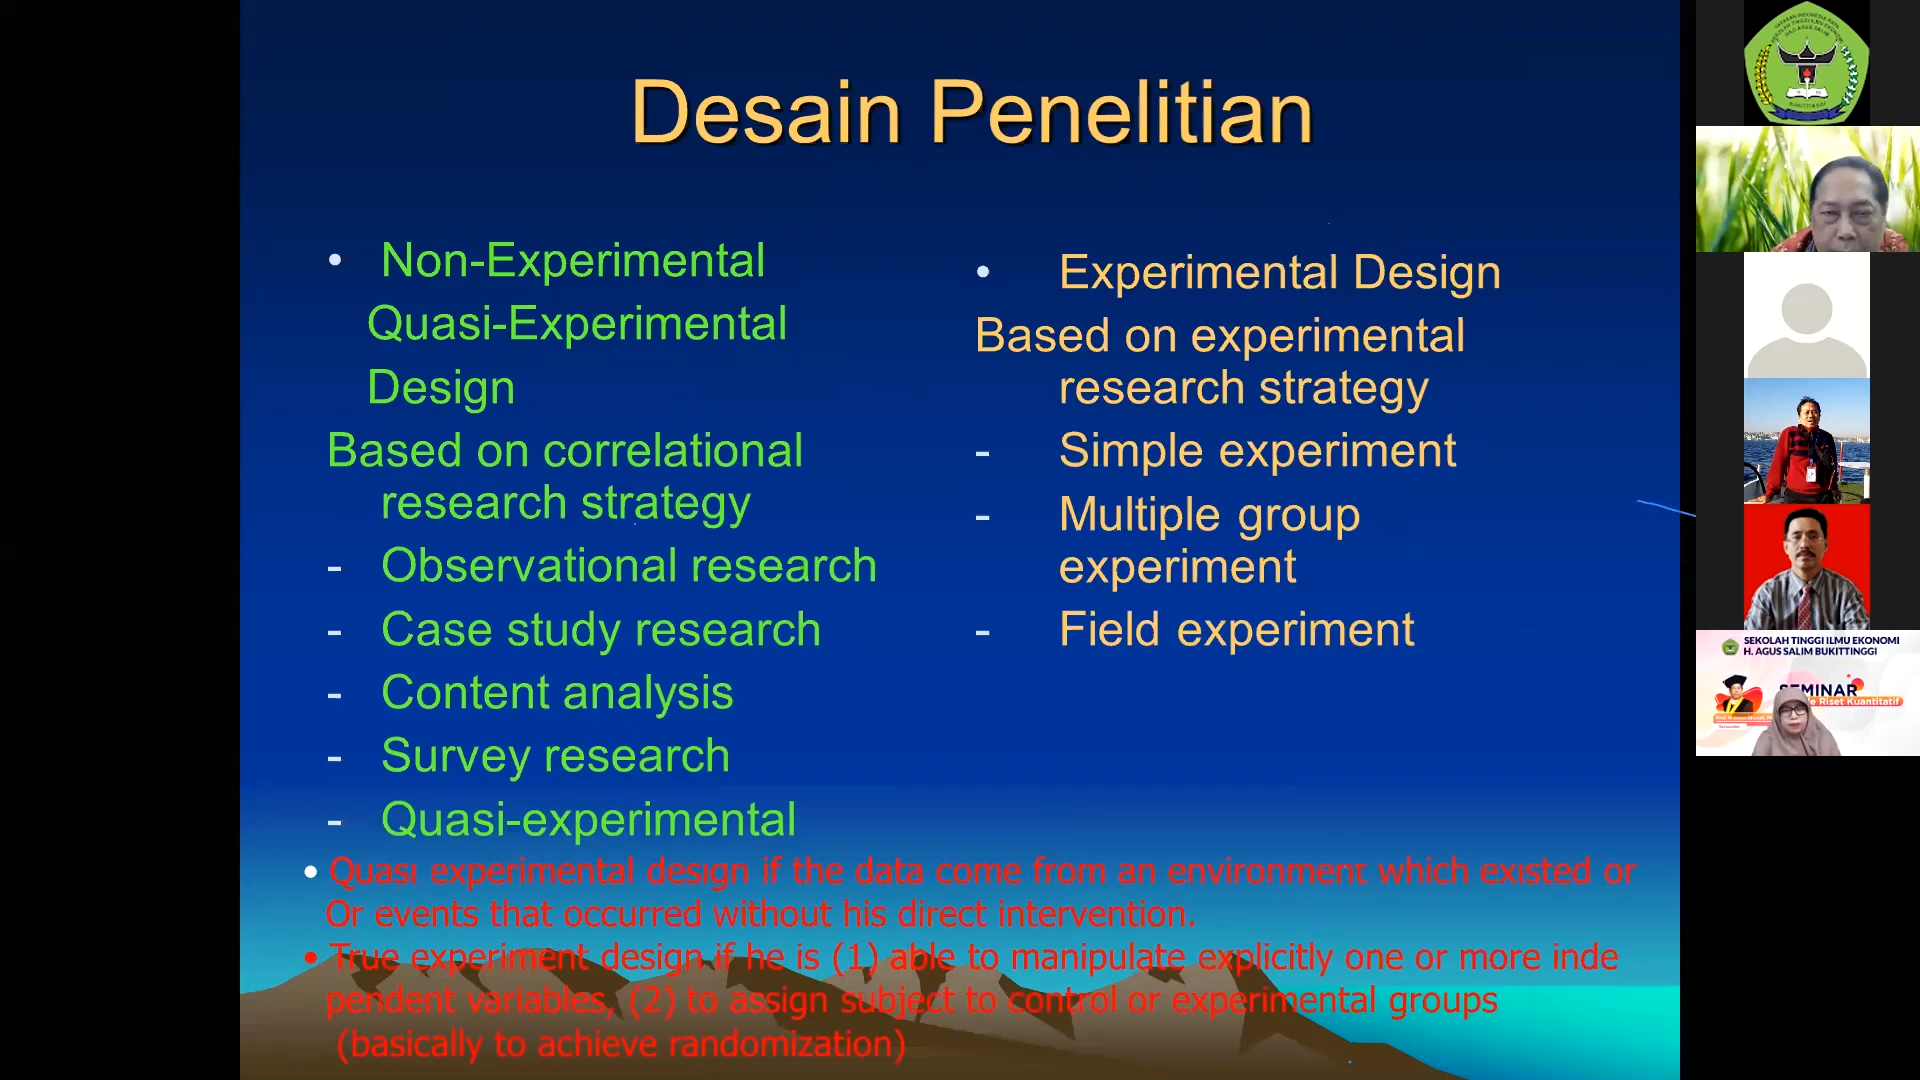 Desain Penelitian
• Non-Experimental
Quasi-Experimental
Design
Based on correlational
research strategy
- Observational research
- Case study research
- Content analysis
- Survey research
- Quasi-experimental
• Experimental Design
Based on experimental
research strategy
- Simple experiment
- Multiple group
experiment
- Field experiment
• Quasi experimental design if the data come from an environment which existed or
Or events that occurred without his direct intervention.
• True experiment design if he is (1) able to manipulate explicitly one or more inde
pendent variables, (2) to assign subject to control or experimental groups
(basically to achieve randomization)
SEKOLAH TINGGI ILMU EKONOMI
H. AGUS SALIM BUKITTINGGI
SEMINAR
Riset Kuantitatif